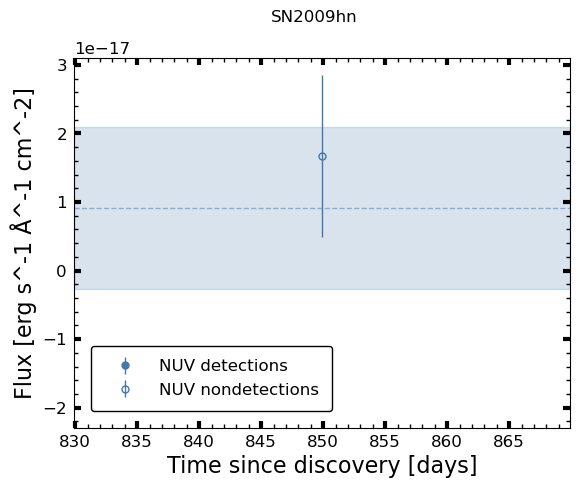 SN2009hn
1e−17
3
2
1
0
−1
−2
Flux [erg s^-1 Å^-1 cm^-2]
NUV detections
NUV nondetections
830 835 840 845 850 855 860 865
Time since discovery [days]